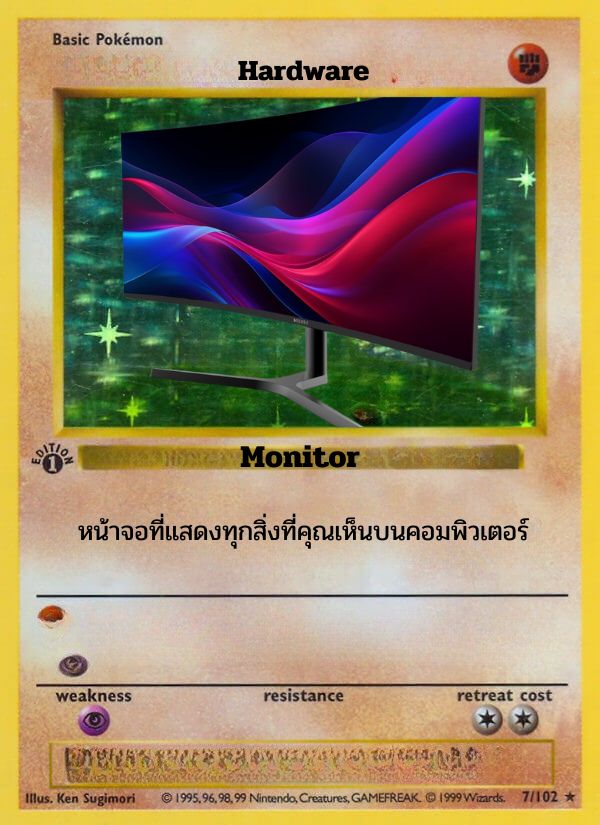 Basic Pokémon
Hardware
EDITION
1
Monitor
หน้าจอที่แสดงทุกสิ่งที่คุณเห็นบนคอมพิวเตอร์
weakness resistance retreat cost
Illus. Ken Sugimori © 1995, 96, 98, 99 Nintendo, Creatures, GAMEFREAK. © 1999 Wizards. 7/102 ★